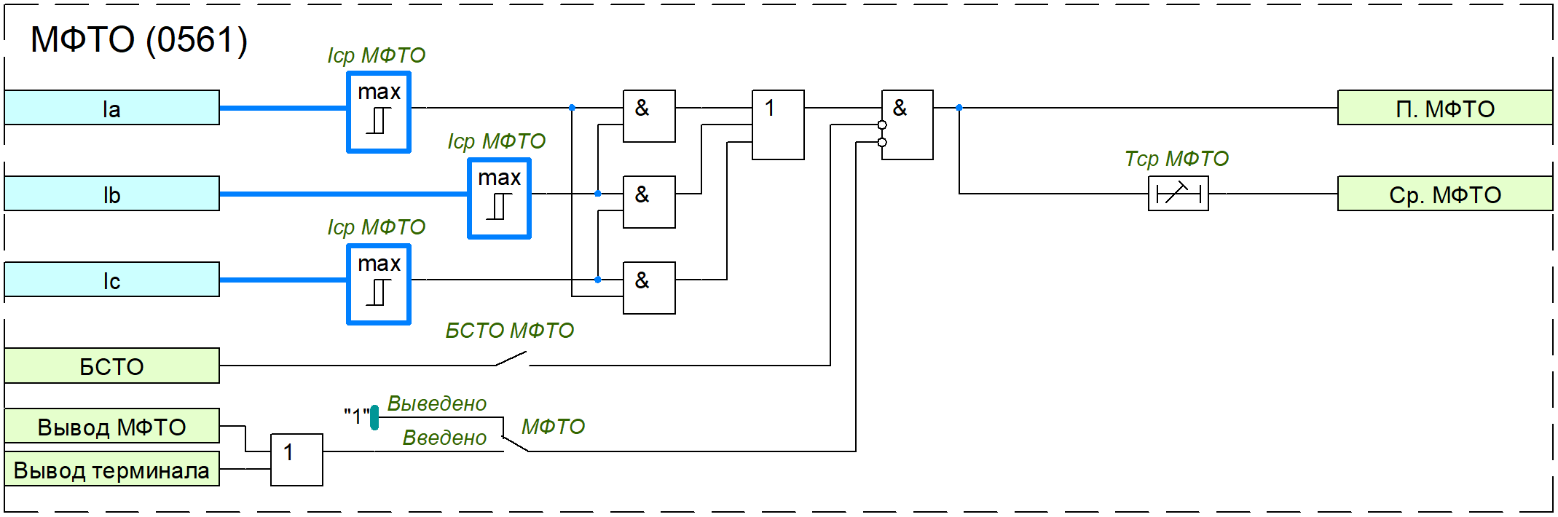 МФТО (0561)
Iср МФТО
Ia
max
&
1
&
П. МФТО
Iср МФТО
Ib
max
&
Tср МФТО
Ср. МФТО
Iср МФТО
Ic
max
&
БСТО МФТО
БСТО
"1"
Выведено
Вывод МФТО
МФТО
Введено
1
Вывод терминала